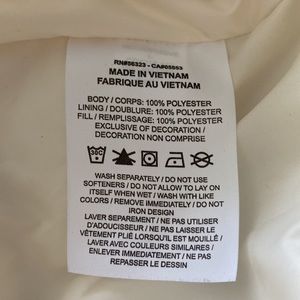 RN#56323 - CA#05553
MADE IN VIETNAM
FABRIQUE AU VIETNAM
BODY / CORPS: 100% POLYESTER
LINING / DOUBLURE: 100% POLYESTER
FILL / REMPLISSAGE: 100% POLYESTER
EXCLUSIVE OF DECORATION /
DECORATION NON COMPRISE
WASH SEPARATELY / DO NOT USE
SOFTENERS / DO NOT ALLOW TO LAY ON
ITSELF WHEN WET / WASH WITH LIKE
COLORS / REMOVE IMMEDIATELY / DO NOT
IRON DESIGN
LAVER SEPAREMENT / NE PAS UTILISER
D'ADOUCISSEUR / NE PAS LAISSER LE
VÊTEMENT PLIÉ LORSQU'IL EST MOUILLÉ /
LAVER AVEC COULEURS SIMILAIRES /
ENLEVER IMMEDIATEMENT / NE PAS
REPASSER LE DESSIN